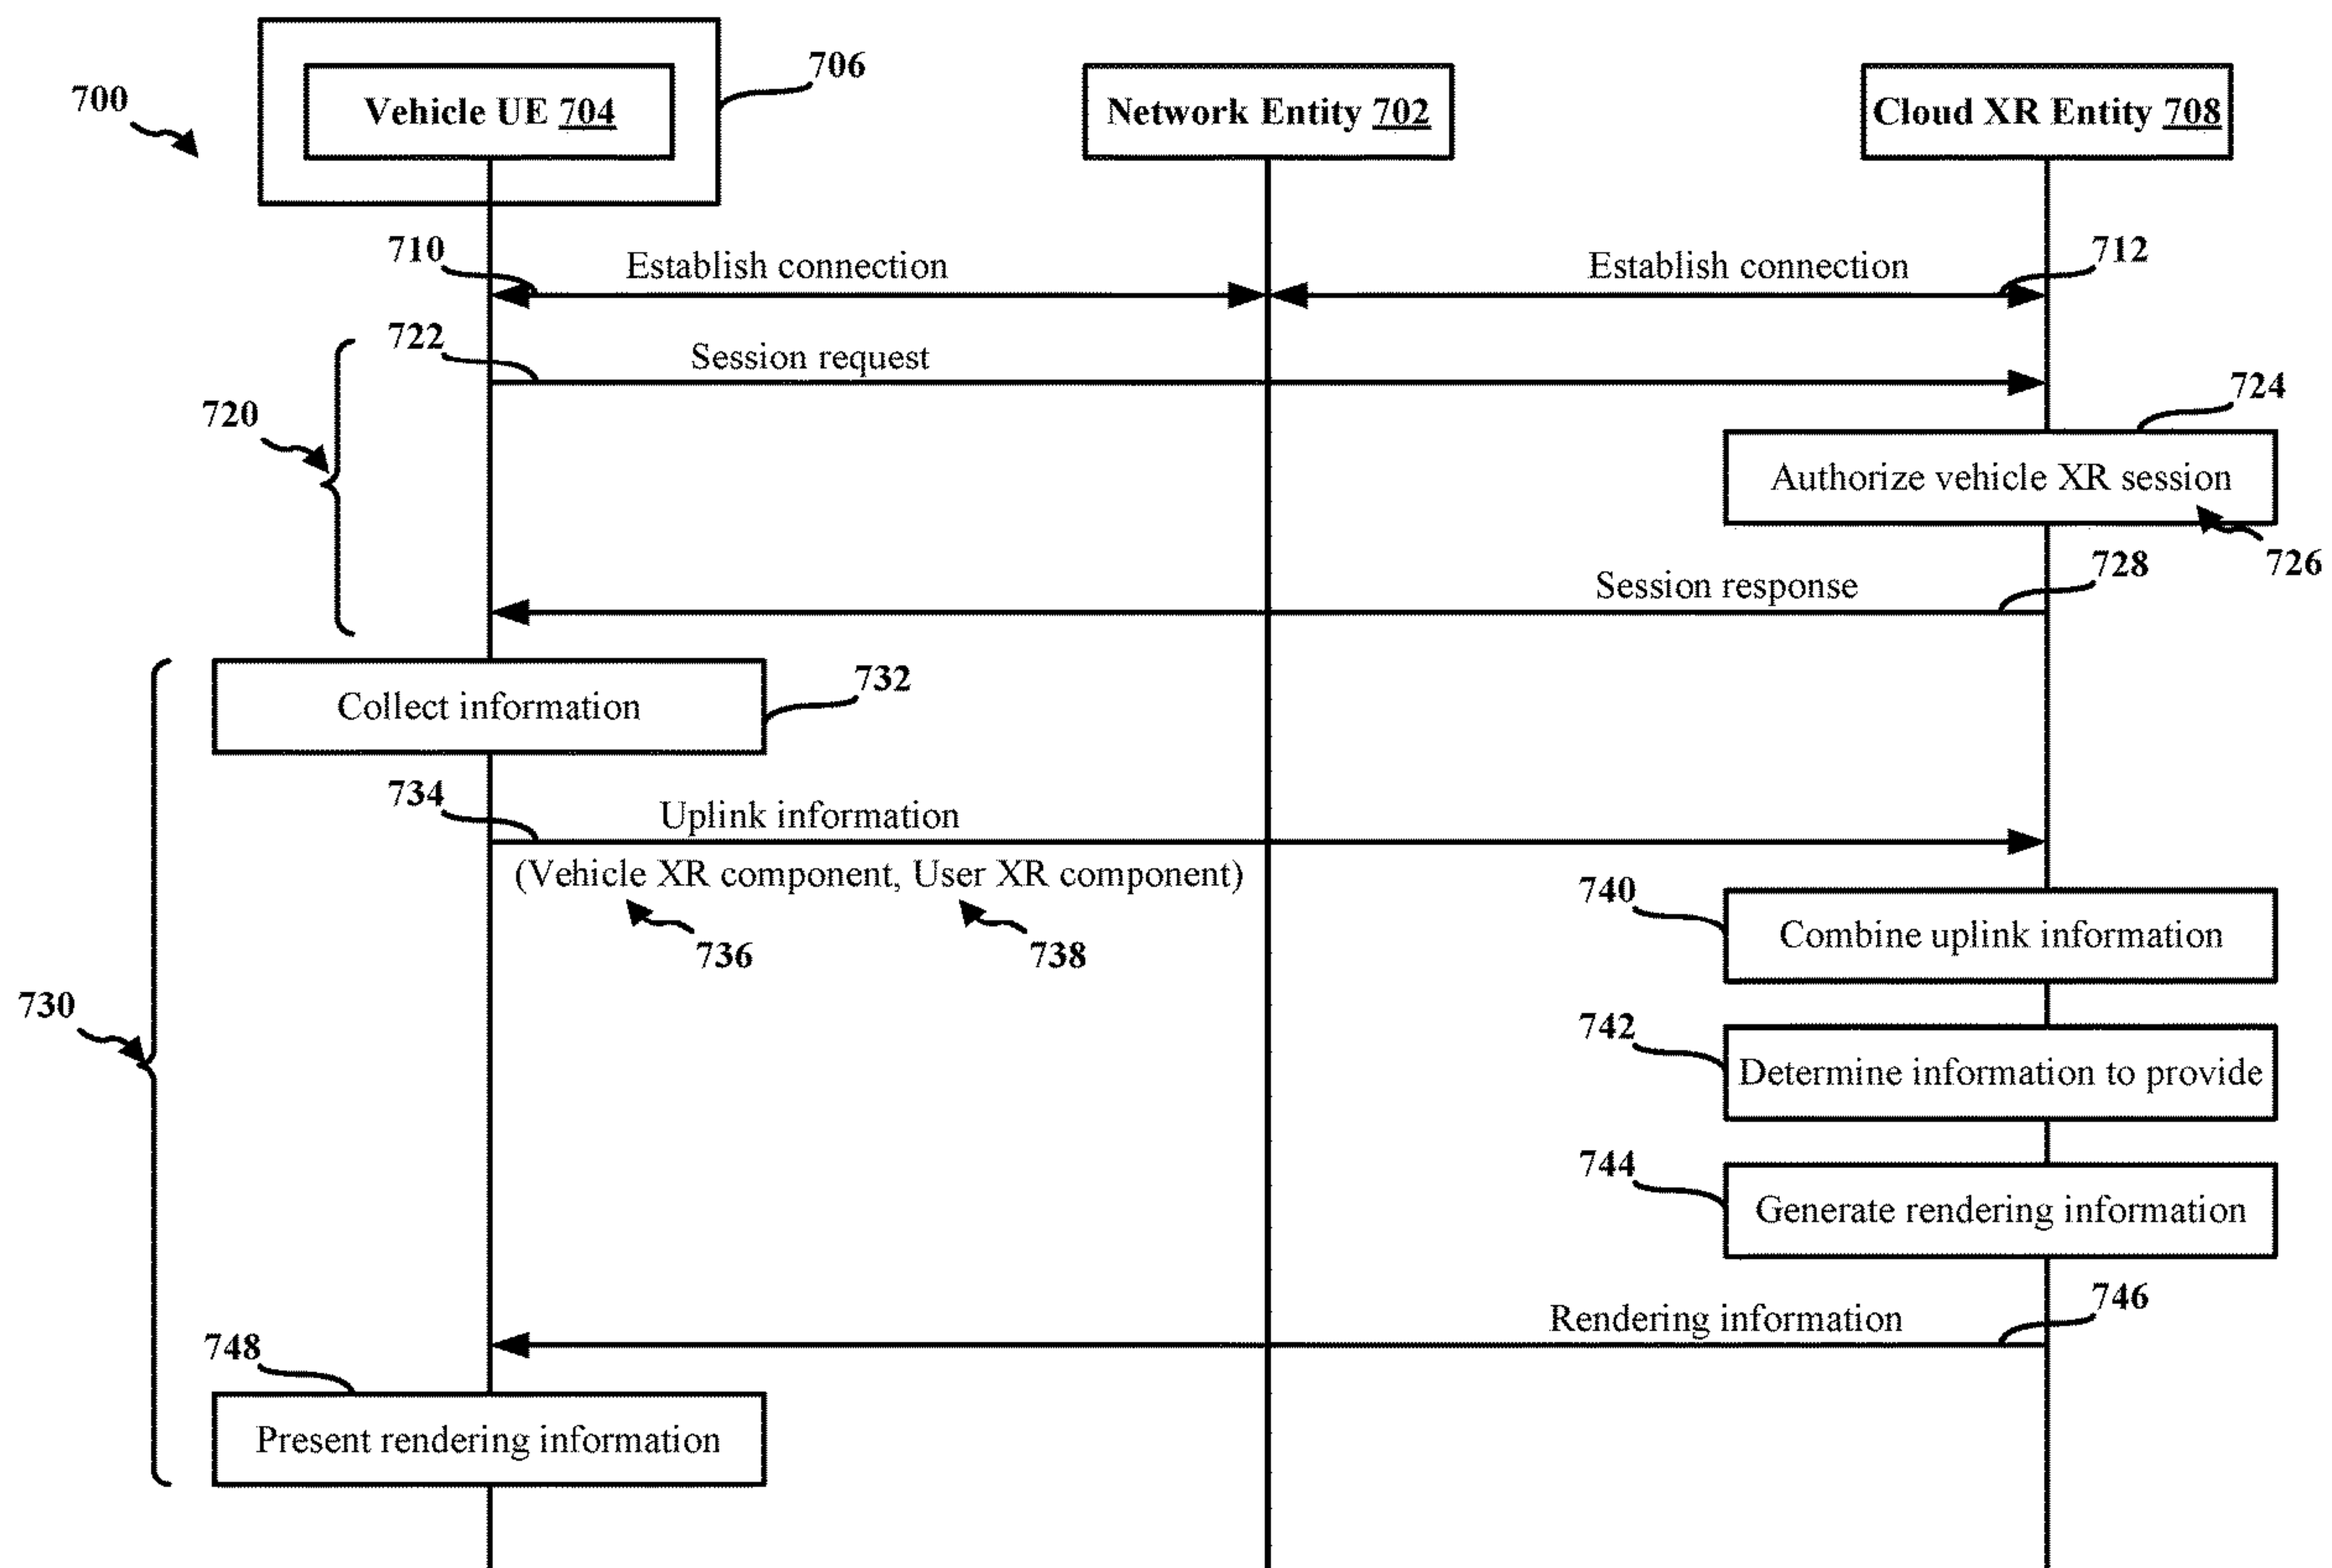 706
700
Vehicle UE 704
Network Entity 702
Cloud XR Entity 708
710
Establish connection
Establish connection
712
722
Session request
720
724
Authorize vehicle XR session
726
Session response
728
Collect information
732
734
Uplink information
(Vehicle XR component, User XR component)
736
738
740
Combine uplink information
730
742
Determine information to provide
744
Generate rendering information
Rendering information
746
748
Present rendering information